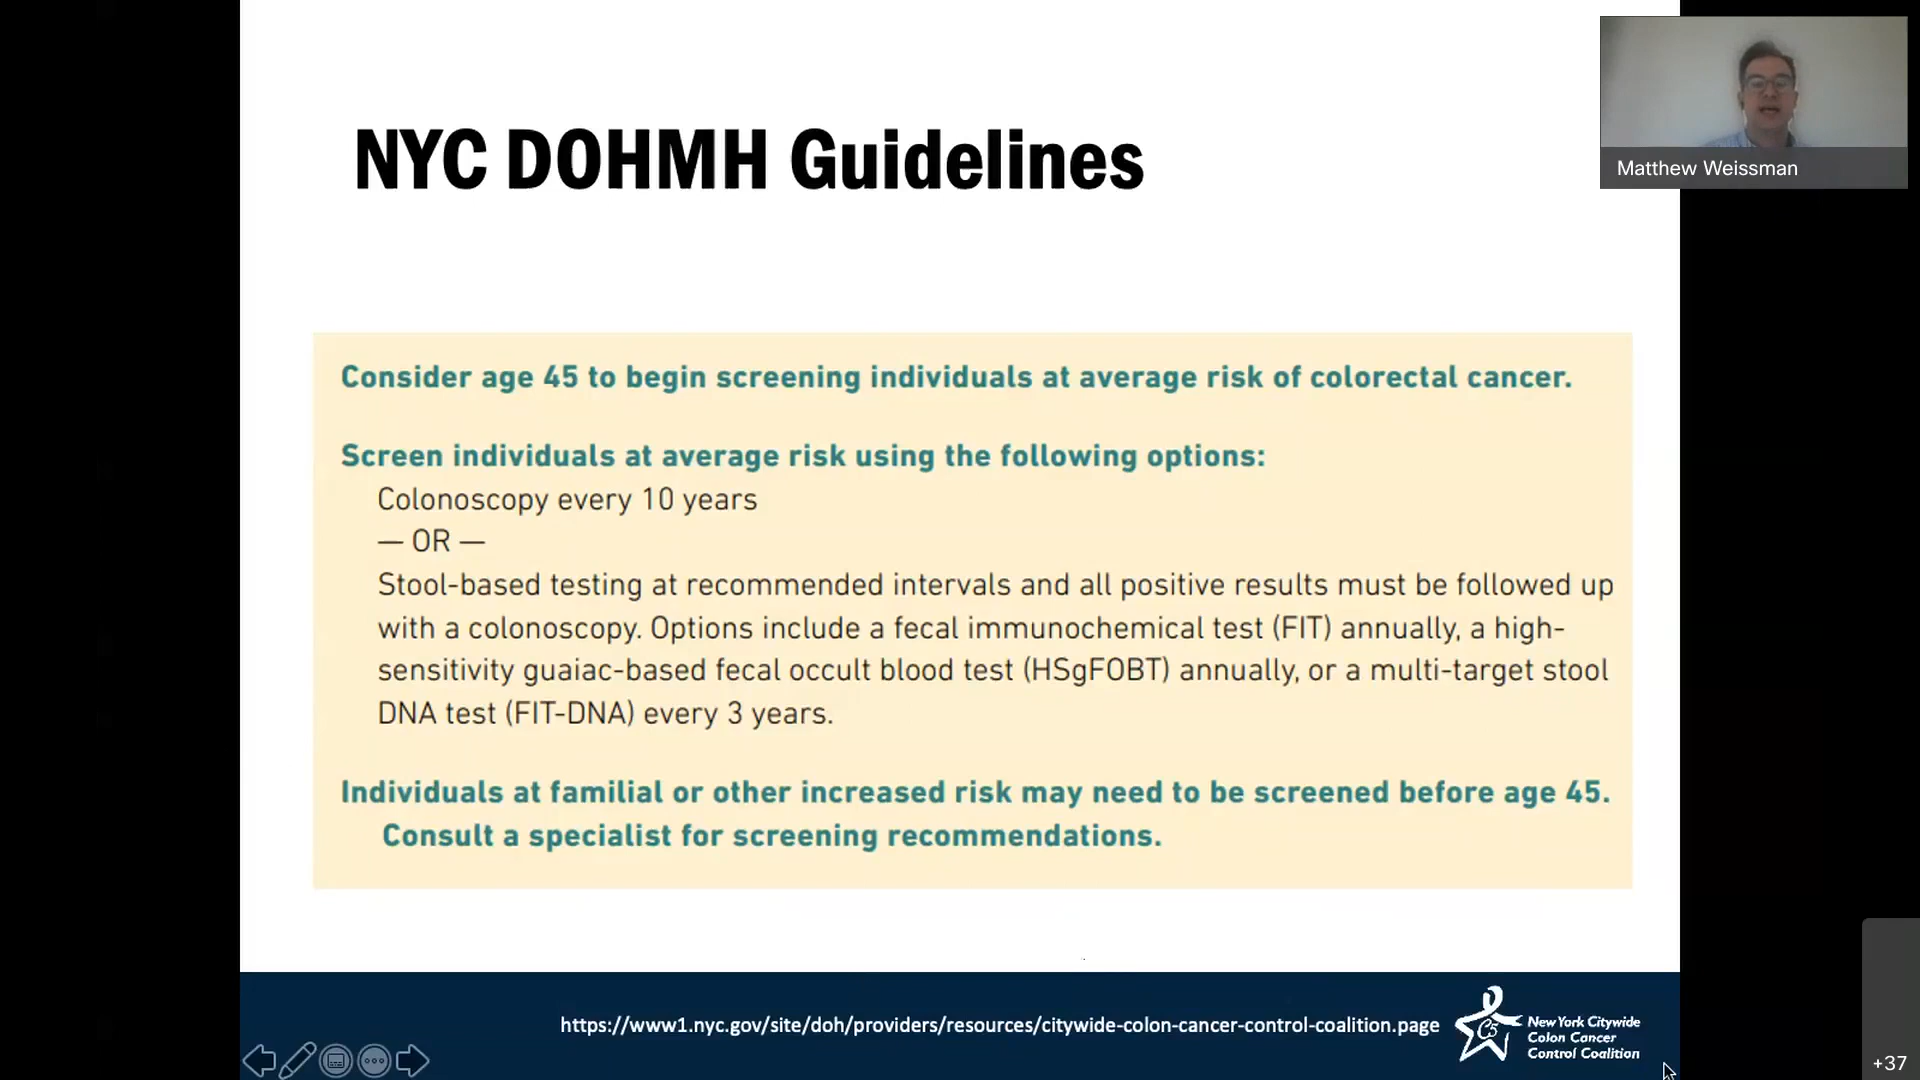 NYC DOHMH Guidelines
Matthew Weissman
Consider age 45 to begin screening individuals at average risk of colorectal cancer.
Screen individuals at average risk using the following options:
Colonoscopy every 10 years
— OR —
Stool-based testing at recommended intervals and all positive results must be followed up
with a colonoscopy. Options include a fecal immunochemical test (FIT) annually, a high-
sensitivity guaiac-based fecal occult blood test (HSgFOBT) annually, or a multi-target stool
DNA test (FIT-DNA) every 3 years.
Individuals at familial or other increased risk may need to be screened before age 45.
Consult a specialist for screening recommendations.
https://www1.nyc.gov/site/doh/providers/resources/citywide-colon-cancer-control-coalition.page
C5
New York Citywide
Colon Cancer
Control Coalition
+37